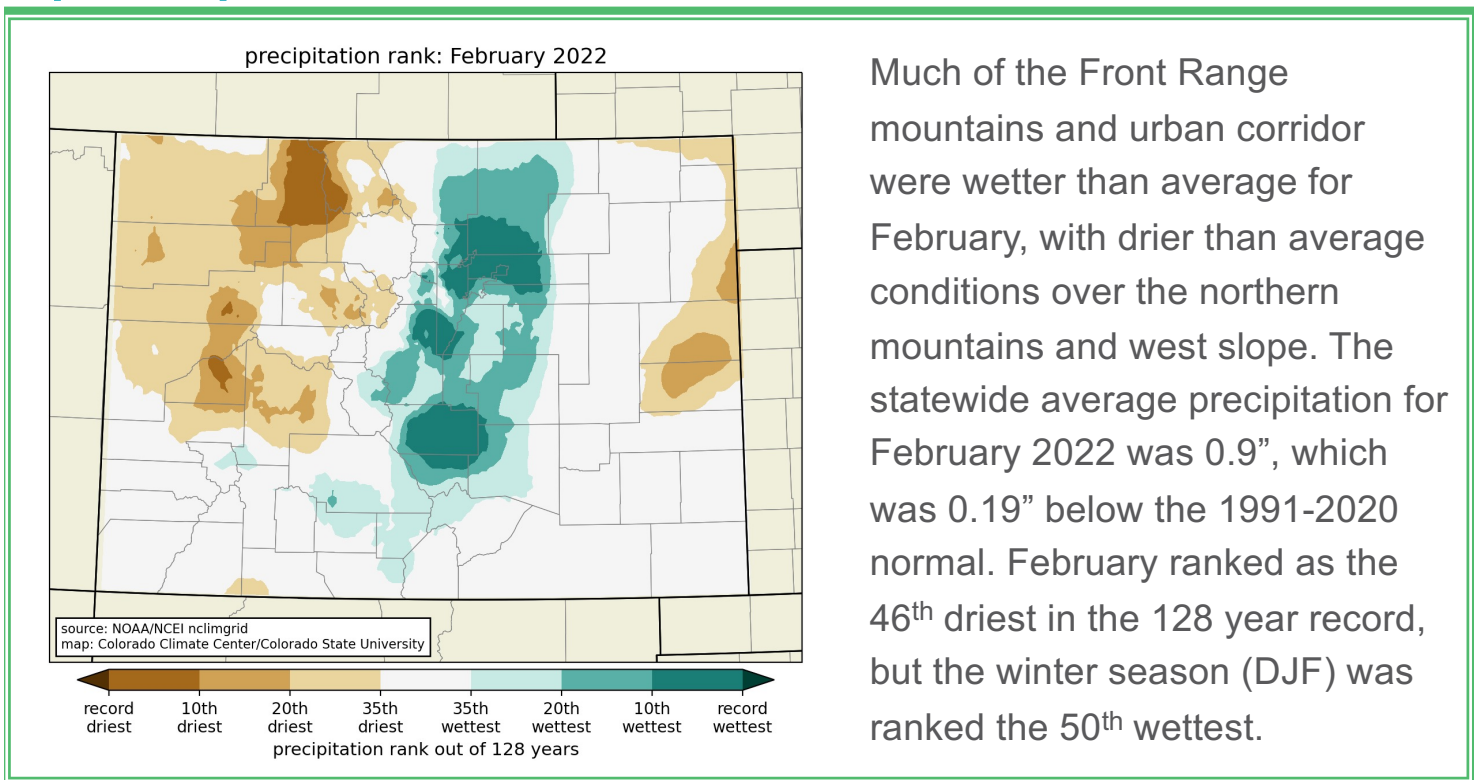 precipitation rank: February 2022
source: NOAA/NCEI nclimgrid
map: Colorado Climate Center/Colorado State University
record driest
10th driest
20th driest
35th driest
35th wettest
20th wettest
10th wettest
record wettest
precipitation rank out of 128 years
Much of the Front Range
mountains and urban corridor
were wetter than average for
February, with drier than average
conditions over the northern
mountains and west slope. The
statewide average precipitation for
February 2022 was 0.9”, which
was 0.19” below the 1991-2020
normal. February ranked as the
46th driest in the 128 year record,
but the winter season (DJF) was
ranked the 50th wettest.